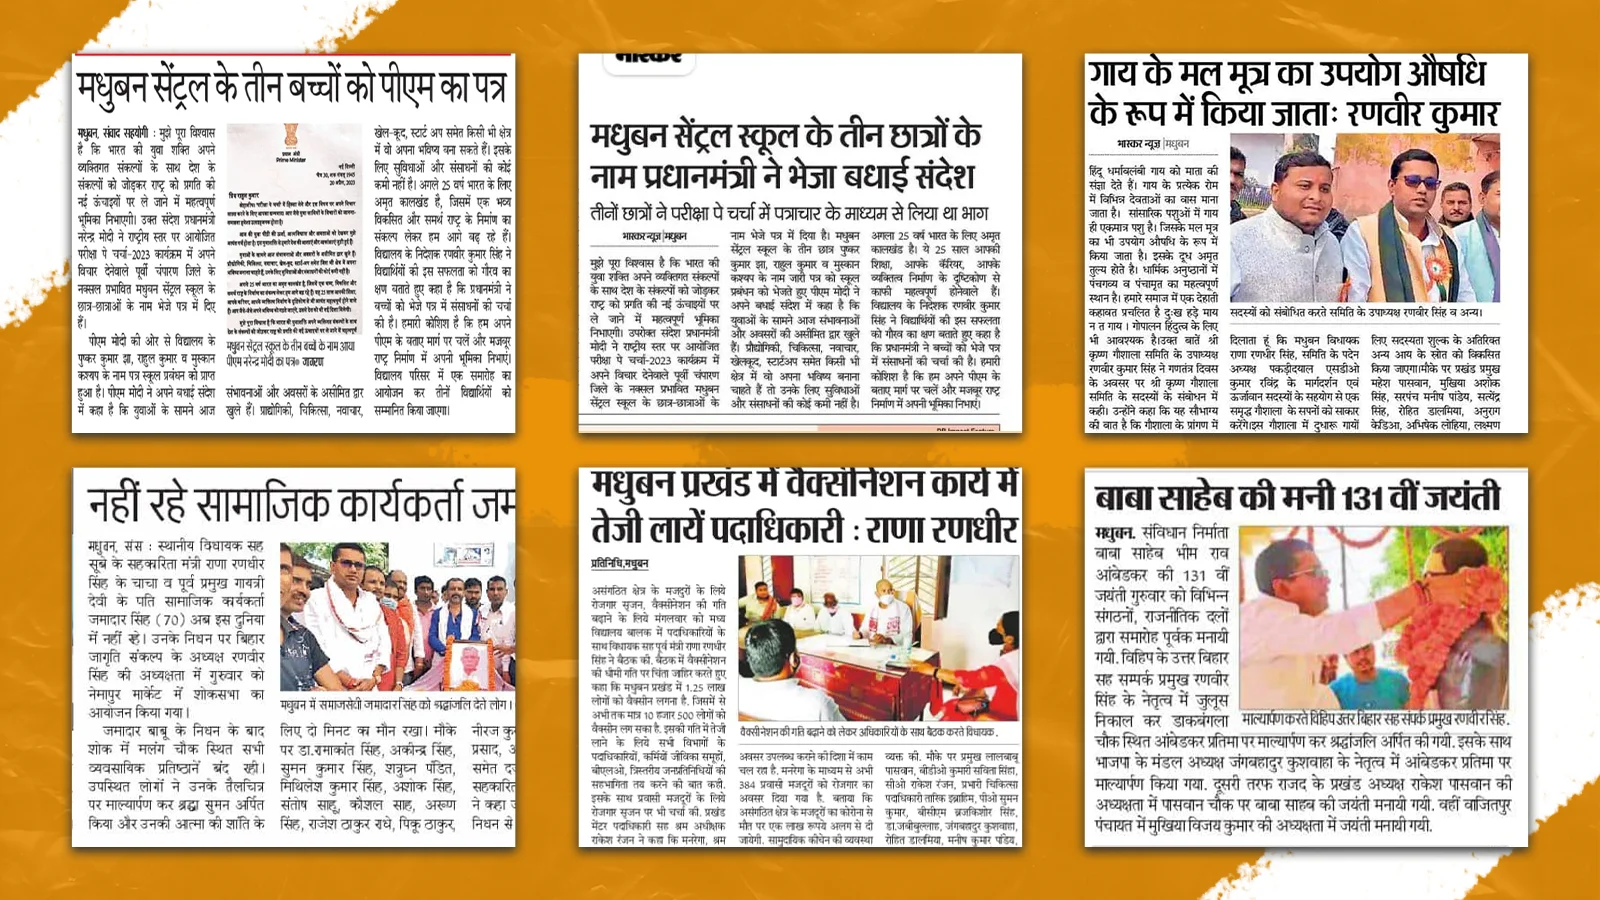 मधुबन सेंट्रल के तीन बच्चों को पीएम का पत्र
मधुबन, संवाद सहयोगी : मुझे पूरा विश्वास
है कि भारत की युवा शक्ति अपने
व्यक्तिगत संकल्पों के साथ देश के
संकल्पों को जोड़कर राष्ट्र को प्रगति की
नई ऊंचाइयों पर ले जाने में महत्वपूर्ण
भूमिका निभाएगी। उक्त संदेश प्रधानमंत्री
नरेन्द्र मोदी ने राष्ट्रीय स्तर पर आयोजित
परीक्षा पे चर्चा-2023 कार्यक्रम में अपने
विचार देनेवाले पूर्वी चंपारण जिले के
नक्सल प्रभावित मधुबन सेंट्रल स्कूल के
छात्र-छात्राओं के नाम भेजे पत्र में दिए
हैं।
पीएम मोदी की ओर से विद्यालय के
पुष्कर कुमार झा, राहुल कुमार व मुस्कान
कश्यप के नाम पत्र स्कूल प्रबंधन को प्राप्त
हुआ है। पीएम मोदी ने अपने बधाई संदेश
में कहा है कि युवाओं के सामने आज
प्रधान मंत्री
Prime Minister
मधुबन सेंट्रल स्कूल के तीन बच्चों के नाम आया
पीएम नरेन्द्र मोदी का पत्र● जागरण
संभावनाओं और अवसरों के असीमित द्वार
खुले हैं। प्राद्योगिकी, चिकित्सा, नवाचार,
खेल-कूद, स्टार्ट अप समेत किसी भी क्षेत्र
में वो अपना भविष्य बना सकते हैं। इसके
लिए सुविधाओं और संसाधनों की कोई
कमी नहीं है। अगले 25 वर्ष भारत के लिए
अमृत कालखंड है, जिसमें एक भव्य
विकसित और समर्थ राष्ट्र के निर्माण का
संकल्प लेकर हम आगे बढ़ रहे हैं।
विद्यालय के निदेशक रणवीर कुमार सिंह ने
विद्यार्थियों की इस सफलता को गौरव का
क्षण बताते हुए कहा है कि प्रधानमंत्री ने
बच्चों को भेजे पत्र में संसाधनों की चर्चा
की है। हमारी कोशिश है कि हम अपने
पीएम के बताए मार्ग पर चलें और मजबूर
राष्ट्र निर्माण में अपनी भूमिका निभाएं।
विद्यालय परिसर में एक समारोह का
आयोजन कर तीनों विद्यार्थियों को
सम्मानित किया जाएगा।
भास्कर
मधुबन सेंट्रल स्कूल के तीन छात्रों के
नाम प्रधानमंत्री ने भेजा बधाई संदेश
तीनों छात्रों ने परीक्षा पे चर्चा में पत्राचार के माध्यम से लिया था भाग
भास्कर न्यूज | मधुबन
मुझे पूरा विश्वास है कि भारत की
युवा शक्ति अपने व्यक्तिगत संकल्पों
के साथ देश के संकल्पों को जोड़कर
राष्ट्र को प्रगति की नई ऊंचाइयों पर
ले जाने में महत्वपूर्ण भूमिका
निभाएगी। उपरोक्त संदेश प्रधानमंत्री
मोदी ने राष्ट्रीय स्तर पर आयोजित
परीक्षा पे चर्चा-2023 कार्यक्रम में
अपने विचार देनेवाले पूर्वी चंपारण
जिले के नक्सल प्रभावित मधुबन
सेंट्रल स्कूल के छात्र-छात्राओं के
नाम भेजे पत्र में दिया है। मधुबन
सेंट्रल स्कूल के तीन छात्र पुष्कर
कुमार झा, राहुल कुमार व मुस्कान
कश्यप के नाम जारी पत्र को स्कूल
प्रबंधन को भेजते हुए पीएम मोदी ने
अपने बधाई संदेश में कहा है कि
युवाओं के सामने आज संभावनाओं
और अवसरों की असीमित द्वार खुले
हैं। प्रौद्योगिकी, चिकित्सा, नवाचार,
खेलकूद, स्टार्टअप समेत किसी भी
क्षेत्र में वो अपना भविष्य बनाना
चाहते हैं तो उनके लिए सुविधाओं
और संसाधनों की कोई कमी नहीं है।
अगला 25 वर्ष भारत के लिए अमृत
कालखंड है। ये 25 साल आपकी
शिक्षा, आपके कॅरियर, आपके
व्यक्तित्व निर्माण के दृष्टिकोण से
काफी महत्वपूर्ण होनेवाले हैं।
विद्यालय के निदेशक रणवीर कुमार
सिंह ने विद्यार्थियों की इस सफलता
को गौरव का क्षण बताते हुए कहा है
कि प्रधानमंत्री ने बच्चों को भेजे पत्र
में संसाधनों की चर्चा की है। हमारी
कोशिश है कि हम अपने पीएम के
बताए मार्ग पर चलें और मजबूर राष्ट्र
निर्माण में अपनी भूमिका निभाएं।
गाय के मल मूत्र का उपयोग औषधि
के रूप में किया जाताः रणवीर कुमार
भास्कर न्यूज | मधुबन
हिंदू धर्मावलंबी गाय को माता की
संज्ञा देते हैं। गाय के प्रत्येक रोम
में विभिन्न देवताओं का वास माना
जाता है। सांसारिक पशुओं में गाय
ही एकमात्र पशु है। जिसके मल मूत्र
का भी उपयोग औषधि के रूप में
किया जाता है। इसके दूध अमृत
तुल्य होते है। धार्मिक अनुष्ठानों में
पंचगव्य व पंचामृत का महत्वपूर्ण
स्थान है। हमारे समाज में एक देहाती
कहावत प्रचलित है दुःख हड़े माय
न त गाय। गोपालन हिंदुत्व के लिए
भी आवश्यक है।उक्त बातें श्री
कृष्ण गौशाला समिति के उपाध्यक्ष
रणवीर कुमार सिंह ने गणतंत्र दिवस
के अवसर पर श्री कृष्ण गौशाला
समिति के सदस्यों के संबोधन में
कही। उन्होंने कहा कि यह सौभाग्य
की बात है कि गौशाला के प्रांगण में
सदस्यों को संबोधित करते समिति के उपाध्यक्ष रणवीर सिंह व अन्य।
दिलाता हूं कि मधुबन विधायक
राणा रणधीर सिंह, समिति के पदेन
अध्यक्ष पकड़ीदयाल एसडीओ
कुमार रविंद्र के मार्गदर्शन एवं
ऊर्जावान सदस्यों के सहयोग से एक
समृद्ध गौशाला के सपनों को साकार
करेंगे।इस गौशाला में दुधारू गायों
लिए सदस्यता शुल्क के अतिरिक्त
अन्य आय के स्रोत को विकसित
किया जाएगा।मौके पर प्रखंड प्रमुख
महेश पासवान, मुखिया अशोक
सिंह, सरपंच मनीप पांडेय, सत्येंद्र
सिंह, रोहित डालमिया, अनुराग
केडिआ, अभिषेक लोहिया, लक्ष्मण
नहीं रहे सामाजिक कार्यकर्ता जम
मधुबन, संस : स्थानीय विधायक सह
सूबे के सहकारिता मंत्री राणा रणधीर
सिंह के चाचा व पूर्व प्रमुख गायत्री
देवी के पति सामाजिक कार्यकर्ता
जमादार सिंह (70) अब इस दुनिया
में नहीं रहे। उनके निधन पर बिहार
जागृति संकल्प के अध्यक्ष रणवीर
सिंह की अध्यक्षता में गुरुवार को
नेमापुर मार्केट में शोकसभा का
आयोजन किया गया।
जमादार बाबू के निधन के बाद
शोक में मलंग चौक स्थित सभी
व्यवसायिक प्रतिष्ठानें बंद रही।
उपस्थित लोगों ने उनके तैलचित्र
पर माल्यार्पण कर श्रद्धा सुमन अर्पित
किया और उनकी आत्मा की शांति के
मधुबन में समाजसेवी जमादार सिंह को श्रद्धांजलि देते लोग।
लिए दो मिनट का मौन रखा। मौके
पर डा.रामाकांत सिंह, अकीन्द्र सिंह,
सुमन कुमार सिंह, शत्रुघ्न पंडित,
मिथिलेश कुमार सिंह, अशोक सिंह,
संतोष साहू, कौशल साह, अरूण
सिंह, राजेश ठाकुर राधे, पिंकू ठाकुर,
नीरज कु
प्रसाद, अ
समेत द
सहकारि
ने कहा ज
निधन से
मधुबन प्रखंड में वैक्सीनेशन कार्य में
तेजी लायें पदाधिकारी : राणा रणधीर
प्रतिनिधि,मधुबन
असंगठित क्षेत्र के मजदूरों के लिये
रोजगार सृजन, वैक्सीनेशन की गति
बढ़ाने के लिये मंगलवार को मध्य
विद्यालय बालक में पदाधिकारियों के
साथ विधायक सह पूर्व मंत्री राणा रणधीर
सिंह ने बैठक की. बैठक में वैक्सीनेशन
की धीमी गति पर चिंता जाहिर करते हुए
कहा कि मधुबन प्रखंड में 1.25 लाख
लोगों को वैक्सीन लगना है. जिसमें से
अभी तक मात्र 10 हजार 500 लोगों को
वैक्सीन लग सका है. इसकी गति में तेजी
लाने के लिये सभी विभागों के
पदाधिकारियों, कर्मियों जीविका समूहों,
बीएलओ, त्रिस्तरीय जनप्रतिनिधियों की
सहभागिता तय करने की बात कही.
इसके साथ प्रवासी मजदूरों के लिये
रोजगार सृजन पर भी चर्चा की. प्रखंड
मेंटर पदाधिकारी सह श्रम अधीक्षक
राकेश रंजन ने कहा कि मनरेगा, श्रम
वैक्सीनेशन की गति बढ़ाने को लेकर अधिकारियों के साथ बैठक करते विधायक.
अवसर उपलब्ध कराने की दिशा में काम
चल रहा है. मनरेगा के माध्यम से अभी
384 प्रवासी मजदूरों को रोजगार का
अवसर दिया गया है. बताया कि
असंगठित क्षेत्र के मजदूरों का कोरोना से
मौत पर एक लाख रूपये अलग से दी
जायेगी. सामुदायिक कीचेन की व्यवस्था
व्यक्त की. मौके पर प्रमुख लालबाबू
पासवान, बीडीओ कुमारी सविता सिंहा,
सीओ राकेश रंजन, प्रभारी चिकित्सा
पदाधिकारी तारिक इब्राहिम, पीओ सुमन
कुमार, बीसीएम ब्रजकिशोर सिंह,
डा.जबीबुल्लाह, जंगबहादुर कुशवाहा,
रोहित डालमिया, मनीष कुमार पांडिय,
बाबा साहेब की मनी 131 वीं जयंती
मधुबन. संविधान निर्माता
बाबा साहेब भीम राव
आंबेडकर की 131 वीं
जयंती गुरुवार को विभिन्न
संगठनों, राजनीतिक दलों
द्वारा समारोह पूर्वक मनायी
गयी. विहिप के उत्तर बिहार
सह सम्पर्क प्रमुख रणवीर
सिंह के नेतृत्व में जुलूस
निकाल कर डाकबंगला
माल्यार्पण करते विहिप उत्तर बिहार सह संपर्क प्रमुख रणवीर सिंह.
चौक स्थित आंबेडकर प्रतिमा पर माल्यार्पण कर श्रद्धांजलि अर्पित की गयी. इसके साथ
भाजपा के मंडल अध्यक्ष जंगबहादुर कुशवाहा के नेतृत्व में आंबेडकर प्रतिमा पर
माल्यार्पण किया गया. दूसरी तरफ राजद के प्रखंड अध्यक्ष राकेश पासवान की
अध्यक्षता में पासवान चौक पर बाबा साहब की जयंती मनायी गयी. वहीं वाजितपुर
पंचायत में मुखिया विजय कुमार की अध्यक्षता में जयंती मनायी गयी.